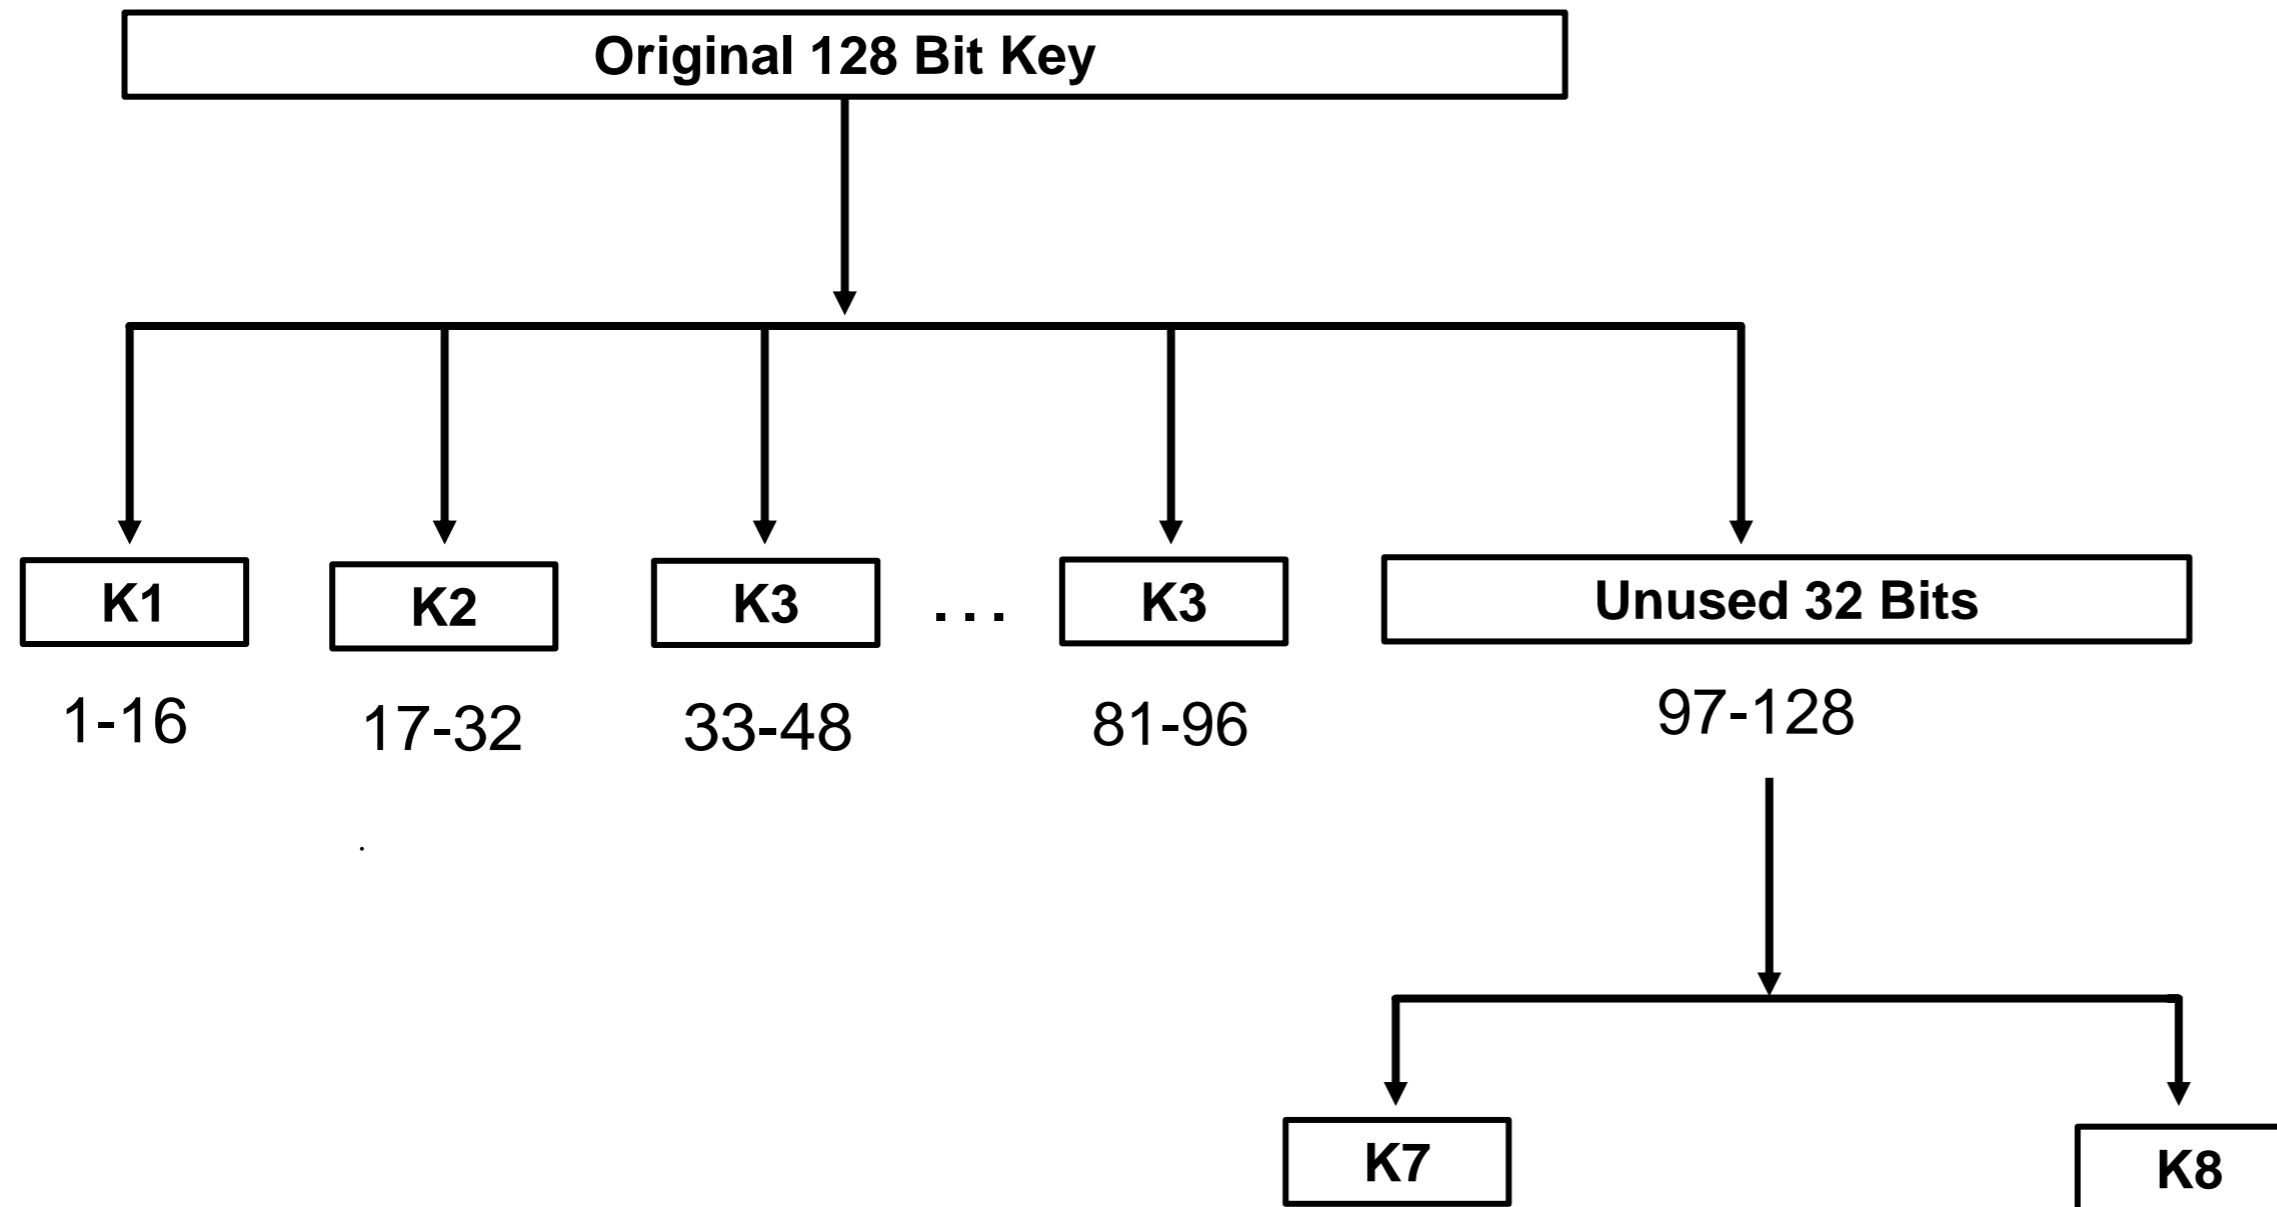 Original 128 Bit Key
K1
K2
K3
. . .
K3
Unused 32 Bits
1-16
17-32
33-48
81-96
97-128
.
K7
K8